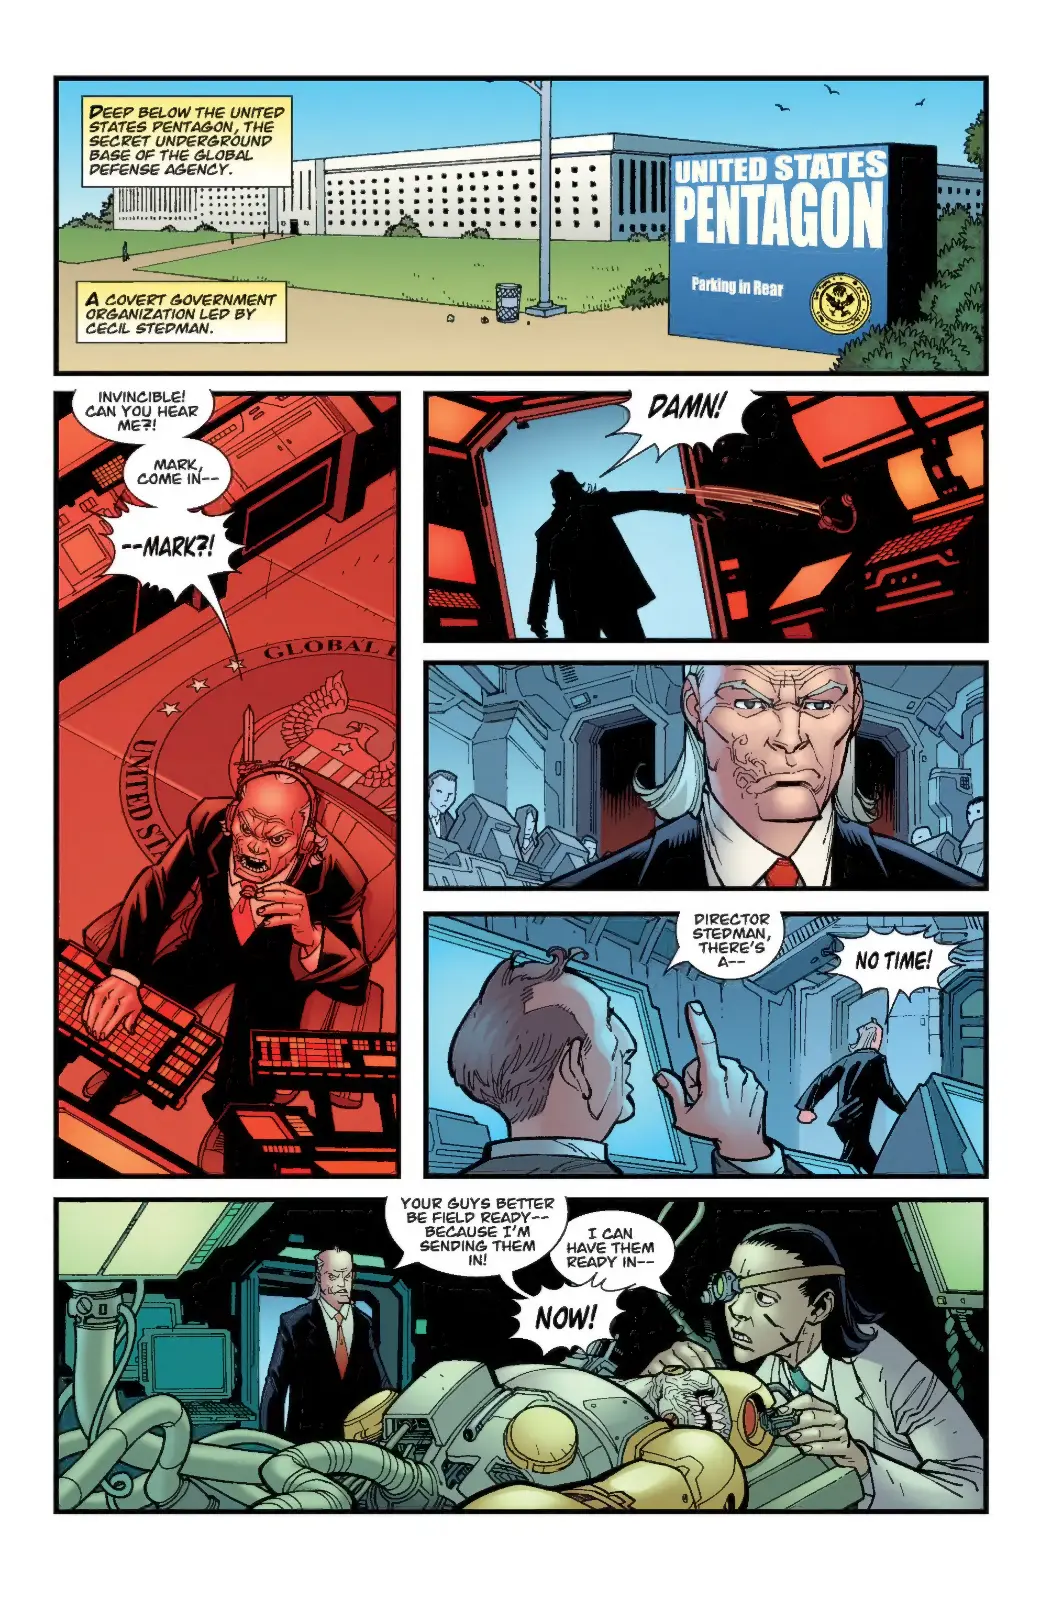 DEEP BELOW THE UNITED
STATES PENTAGON, THE
SECRET UNDERGROUND
BASE OF THE GLOBAL
DEFENSE AGENCY.
UNITED STATES
PENTAGON
Parking in Rear
A COVERT GOVERNMENT
ORGANIZATION LED BY
CECIL STEDMAN.
INVINCIBLE!
CAN YOU HEAR
ME?!
MARK,
COME IN--
--MARK?!
GLOBAL D
UNITED STA
DAMN!
DIRECTOR
STEDMAN,
THERE'S
A--
NO TIME!
YOUR GUYS BETTER
BE FIELD READY--
BECAUSE I'M
SENDING THEM
IN!
I CAN
HAVE THEM
READY IN--
NOW!